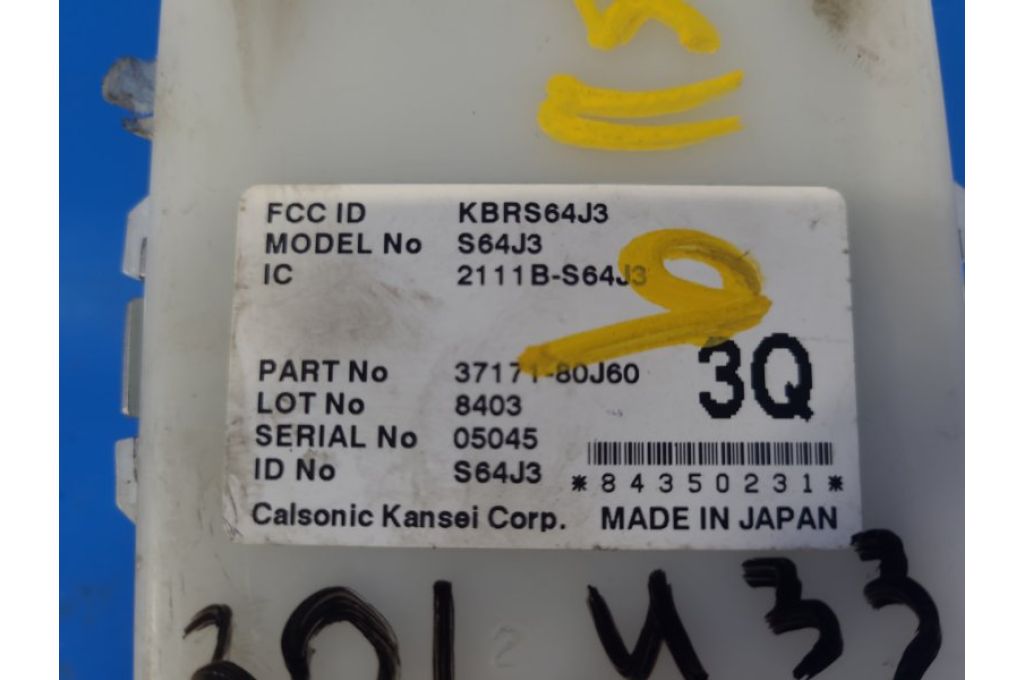 FCC ID KBRS64J3
MODEL No S64J3
IC 2111B-S64J3
PART No 37171-80J60
3Q
LOT No 8403
SERIAL No 05045
ID No S64J3
*84350231*
Calsonic Kansei Corp. MADE IN JAPAN